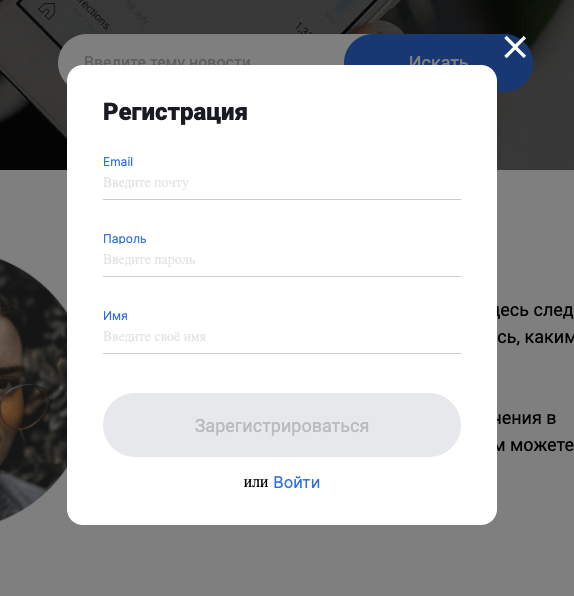 Введите тему новости
Искать
Регистрация
Email
Введите почту
Пароль
Введите пароль
Имя
Введите своё имя
Зарегистрироваться
или Войти
десь след
сь, каким
чения в
м можете